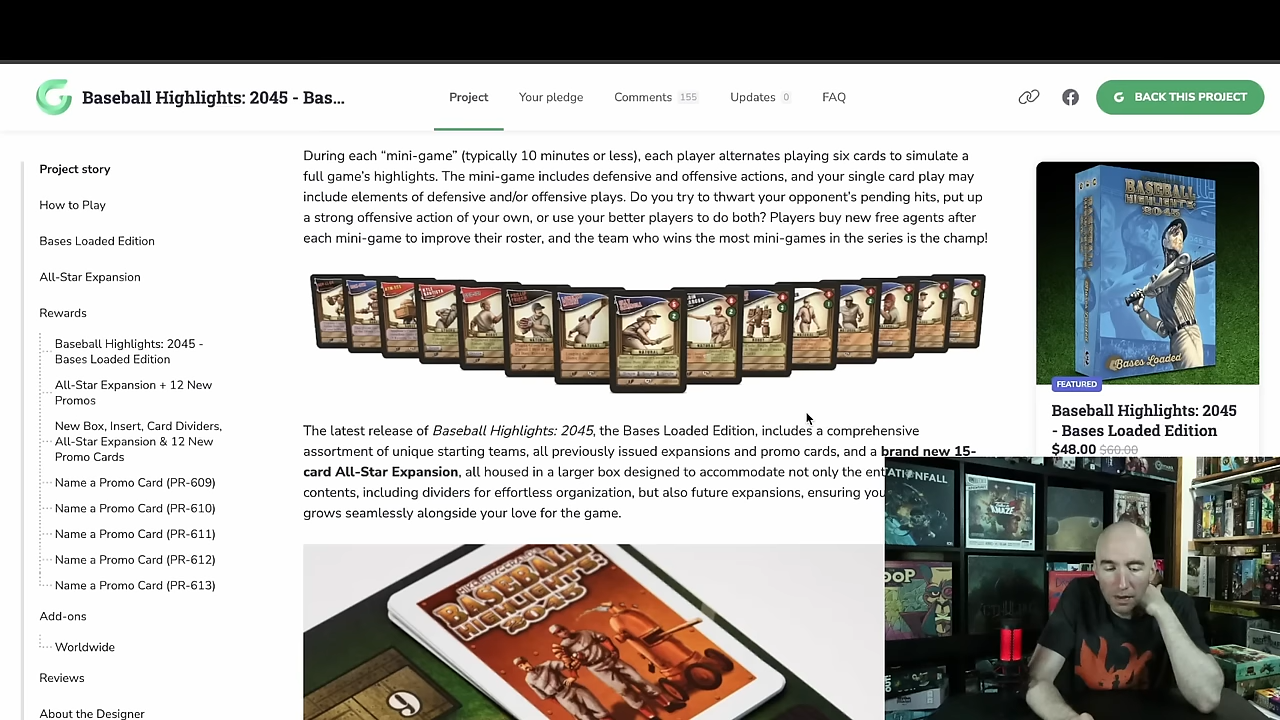 Baseball Highlights: 2045 - Bas...
Project
Your pledge
Comments 155
Updates 0
FAQ
BACK THIS PROJECT
Project story
How to Play
Bases Loaded Edition
All-Star Expansion
Rewards
Baseball Highlights: 2045 -
Bases Loaded Edition
All-Star Expansion + 12 New
Promos
New Box, Insert, Card Dividers,
All-Star Expansion & 12 New
Promo Cards
Name a Promo Card (PR-609)
Name a Promo Card (PR-610)
Name a Promo Card (PR-611)
Name a Promo Card (PR-612)
Name a Promo Card (PR-613)
Add-ons
Worldwide
Reviews
About the Designer
During each “mini-game” (typically 10 minutes or less), each player alternates playing six cards to simulate a
full game’s highlights. The mini-game includes defensive and offensive actions, and your single card play may
include elements of defensive and/or offensive plays. Do you try to thwart your opponent’s pending hits, put up
a strong offensive action of your own, or use your better players to do both? Players buy new free agents after
each mini-game to improve their roster, and the team who wins the most mini-games in the series is the champ!
The latest release of Baseball Highlights: 2045, the Bases Loaded Edition, includes a comprehensive
assortment of unique starting teams, all previously issued expansions and promo cards, and a brand new 15-
card All-Star Expansion, all housed in a larger box designed to accommodate not only the ent
contents, including dividers for effortless organization, but also future expansions, ensuring you
grows seamlessly alongside your love for the game.
BASEBALL
HIGHLIGHTS
2045
9
BASEBALL
HIGHLIGHTS
2045
Bases Loaded
FEATURED
Baseball Highlights: 2045
- Bases Loaded Edition
$48.00 $60.00